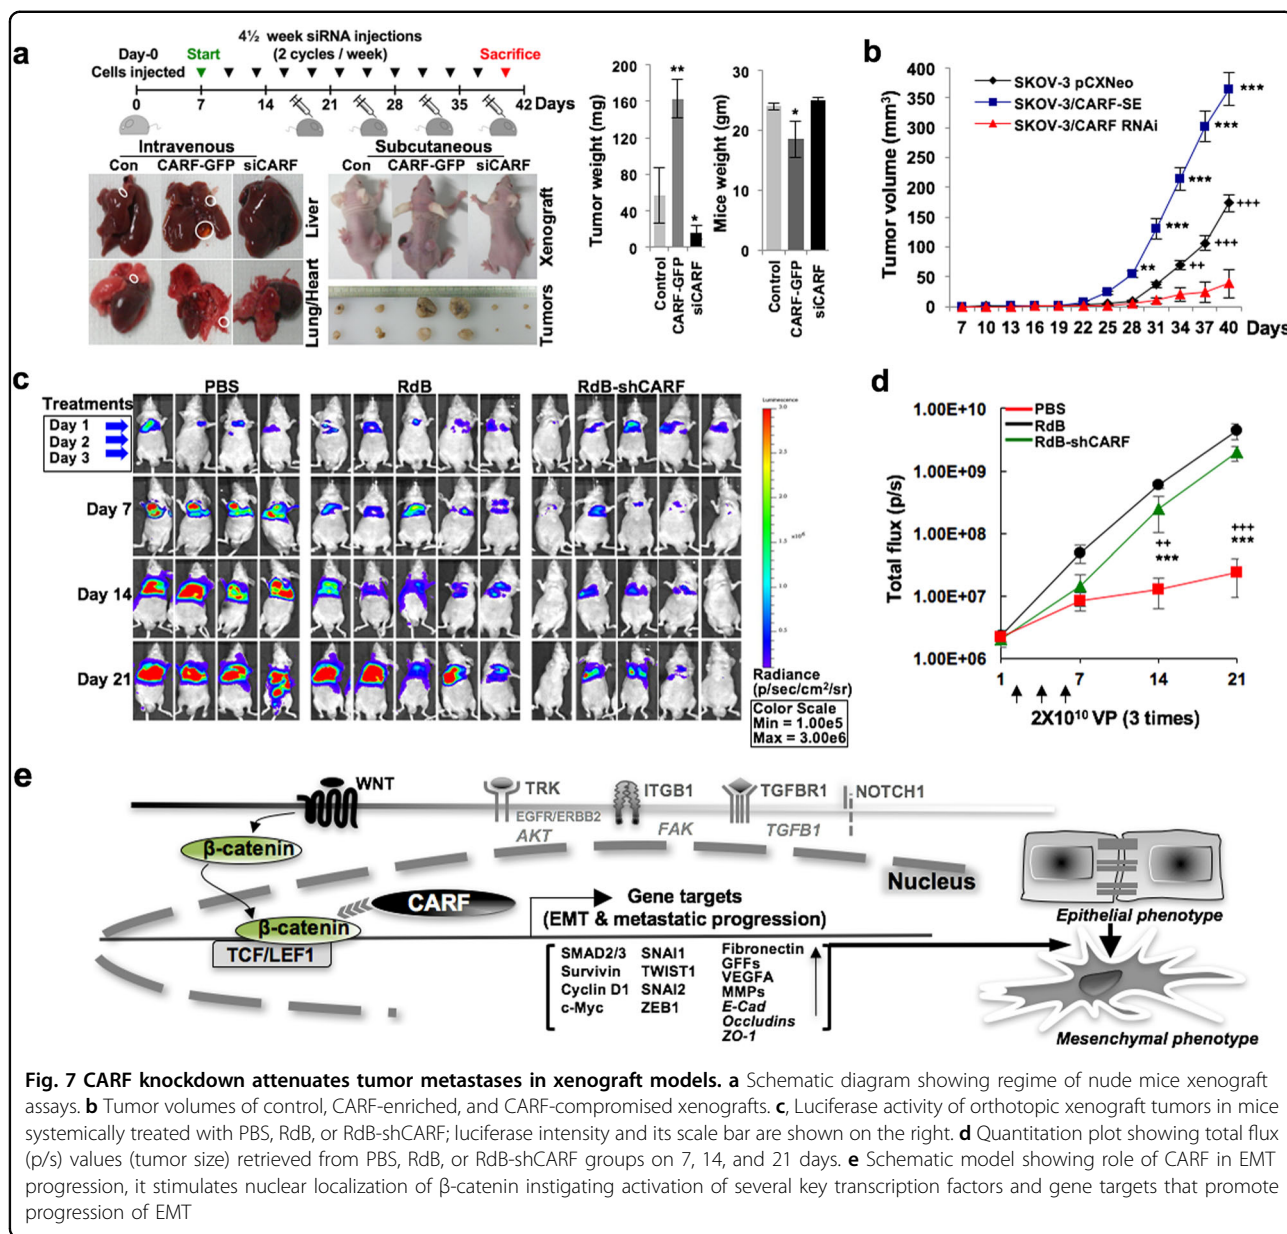 a
Day-0
Cells injected
Start
4½ week siRNA injections
(2 cycles / week)
Sacrifice
0 7 14 21 28 35 42 Days
Intravenous
Con CARF-GFP siCARF
Liver
Lung/Heart
Subcutaneous
Con CARF-GFP siCARF
Xenograft
Tumors
Tumor weight (mg)
200
160
120
80
40
0
**
*
Control
CARF-GFP
siCARF
Mice weight (gm)
30
20
10
0
*
Control
CARF-GFP
siCARF
b
Tumor volume (mm³)
400
350
300
250
200
150
100
50
0
SKOV-3 pCXNeo
SKOV-3/CARF-SE
SKOV-3/CARF RNAi
***
***
***
***
**
+++
+++
++
7 10 13 16 19 22 25 28 31 34 37 40 Days
c
PBS RdB RdB-shCARF
Treatments
Day 1
Day 2
Day 3
Day 7
Day 14
Day 21
Luminescence
3.0
1.5
1.0
0.5
Radiance
(p/sec/cm²/sr)
Color Scale
Min = 1.00e5
Max = 3.00e6
d
Total flux (p/s)
1.00E+10
1.00E+09
1.00E+08
1.00E+07
1.00E+06
PBS
RdB
RdB-shCARF
++
***
+++
***
1 7 14 21
2X10¹⁰ VP (3 times)
e
WNT
TRK
EGFR/ERBB2
AKT
ITGB1
FAK
TGFBR1
TGFB1
NOTCH1
β-catenin
Nucleus
β-catenin
CARF
TCF/LEF1
Gene targets
(EMT & metastatic progression)
SMAD2/3 SNAI1
Survivin TWIST1
Cyclin D1 SNAI2
c-Myc ZEB1
Fibronectin
GFFs
VEGFA
MMPs
E-Cad
Occludins
ZO-1
Epithelial phenotype
Mesenchymal phenotype
Fig. 7 CARF knockdown attenuates tumor metastases in xenograft models. a Schematic diagram showing regime of nude mice xenograft
assays. b Tumor volumes of control, CARF-enriched, and CARF-compromised xenografts. c, Luciferase activity of orthotopic xenograft tumors in mice
systemically treated with PBS, RdB, or RdB-shCARF; luciferase intensity and its scale bar are shown on the right. d Quantitation plot showing total flux
(p/s) values (tumor size) retrieved from PBS, RdB, or RdB-shCARF groups on 7, 14, and 21 days. e Schematic model showing role of CARF in EMT
progression, it stimulates nuclear localization of β-catenin instigating activation of several key transcription factors and gene targets that promote
progression of EMT